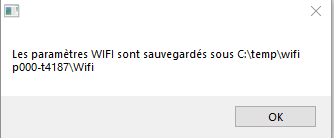 Les paramètres WIFI sont sauvegardés sous C:\temp\wifi
p000-t4187\Wifi
OK